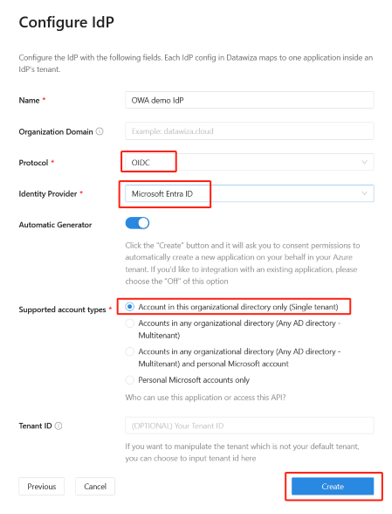 Configure IdP
Configure the IdP with the following fields. Each IdP config in Datawiza maps to one application inside an
IdP's tenant.
Name *
OWA demo IdP
Organization Domain
Example: datawiza.cloud
Protocol *
OIDC
Identity Provider *
Microsoft Entra ID
Automatic Generator
Click the "Create" button and it will ask you to consent permissions to
automatically create a new application on your behalf in your Azure
tenant. If you'd like to integration with an existing application, please
choose the "Off" of this option
Supported account types *
Account in this organizational directory only (Single tenant)
Accounts in any organizational directory (Any AD directory -
Multitenant)
Accounts in any organizational directory (Any AD directory -
Multitenant) and personal Microsoft account
Personal Microsoft accounts only
Who can use this application or access this API?
Tenant ID
(OPTIONAL) Your Tenant ID
If you want to manipulate the tenant which is not your default tenant,
you can choose to input tenant id here
Previous
Cancel
Create